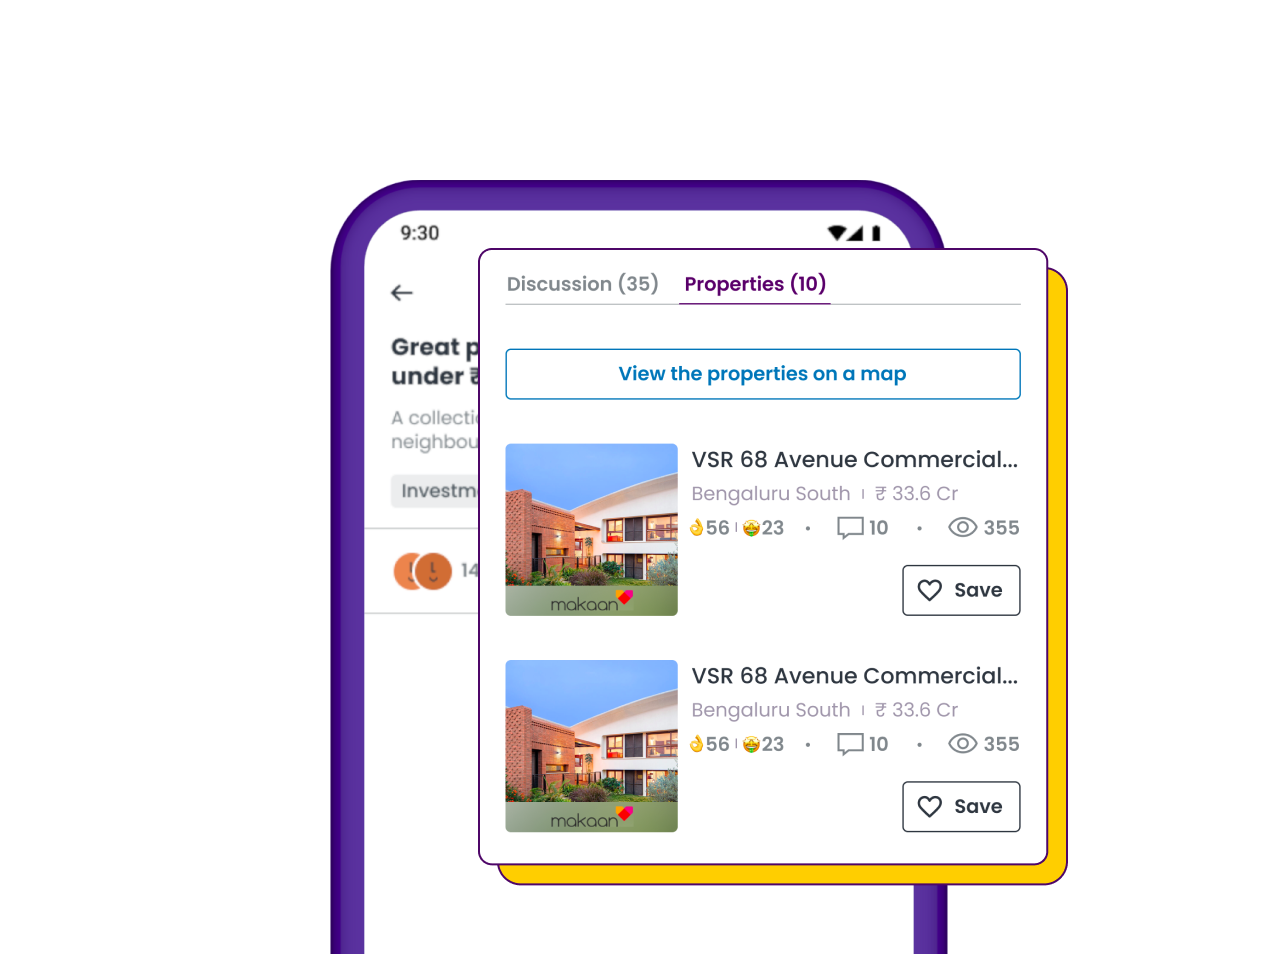 9:30
Discussion (35)
Properties (10)
Great
under
A
Investm
14
View the properties on a map
VSR 68 Avenue Commercial...
Bengaluru South
₹ 33.6 Cr
👌56
🤩23
10
355
Save
makaan
VSR 68 Avenue Commercial...
Bengaluru South
₹ 33.6 Cr
👌56
🤩23
10
355
Save
makaan